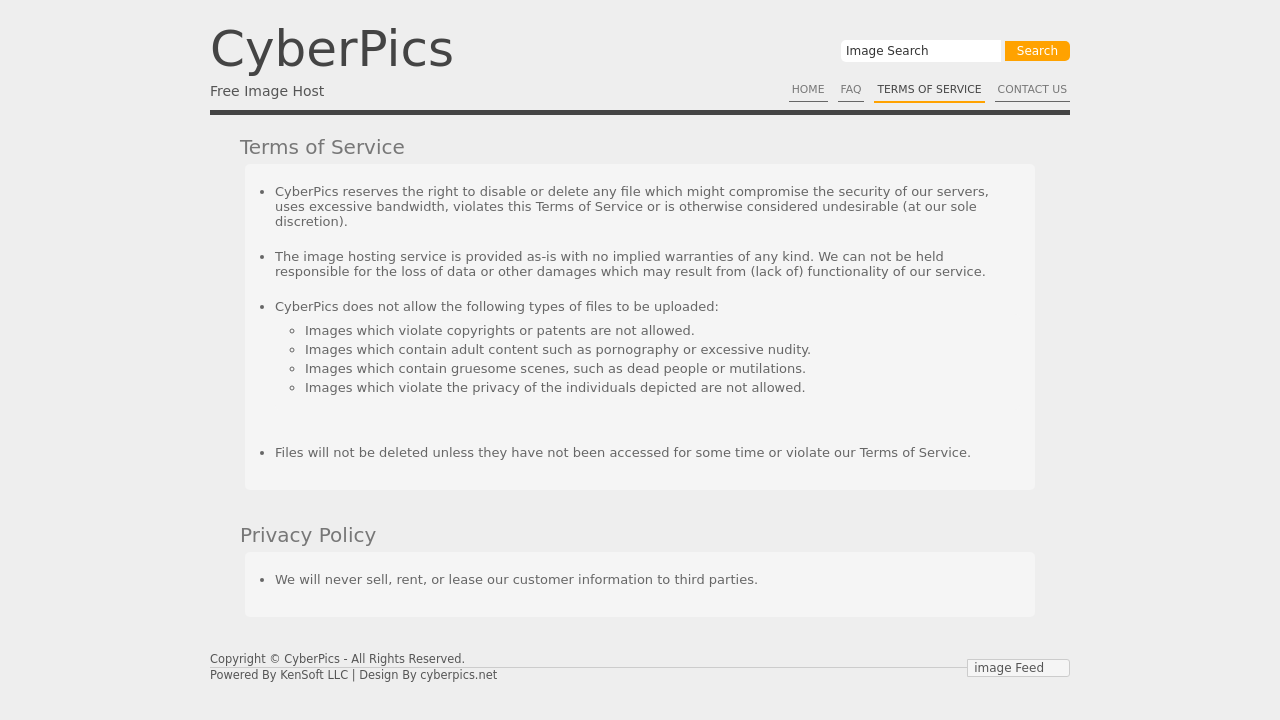 CyberPics
Image Search
Search
Free Image Host
HOME
FAQ
TERMS OF SERVICE
CONTACT US
Terms of Service
CyberPics reserves the right to disable or delete any file which might compromise the security of our servers,
uses excessive bandwidth, violates this Terms of Service or is otherwise considered undesirable (at our sole
discretion).
The image hosting service is provided as-is with no implied warranties of any kind. We can not be held
responsible for the loss of data or other damages which may result from (lack of) functionality of our service.
CyberPics does not allow the following types of files to be uploaded:
Images which violate copyrights or patents are not allowed.
Images which contain adult content such as pornography or excessive nudity.
Images which contain gruesome scenes, such as dead people or mutilations.
Images which violate the privacy of the individuals depicted are not allowed.
Files will not be deleted unless they have not been accessed for some time or violate our Terms of Service.
Privacy Policy
We will never sell, rent, or lease our customer information to third parties.
Copyright © CyberPics - All Rights Reserved.
Powered By KenSoft LLC | Design By cyberpics.net
image Feed